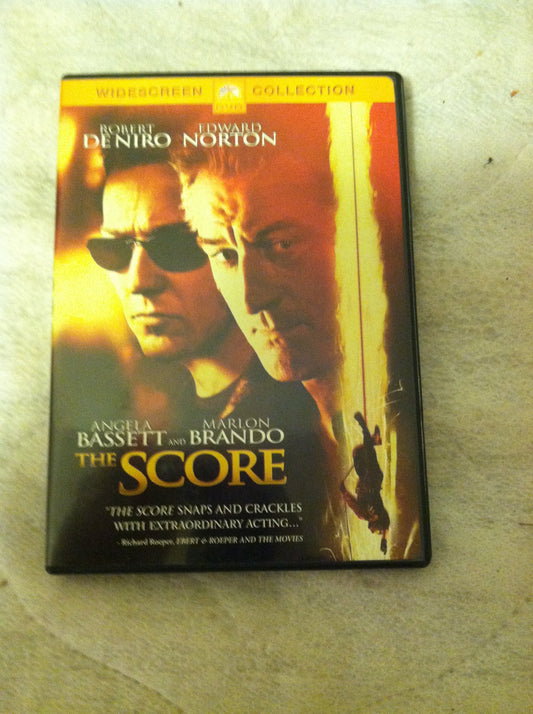 WIDESCREEN DVD COLLECTION
ROBERT EDWARD
DE NIRO NORTON
ANGELA MARLON
BASSETT AND BRANDO
THE SCORE
"THE SCORE SNAPS AND CRACKLES
WITH EXTRAORDINARY ACTING..."
- Richard Roeper, EBERT & ROEPER AND THE MOVIES